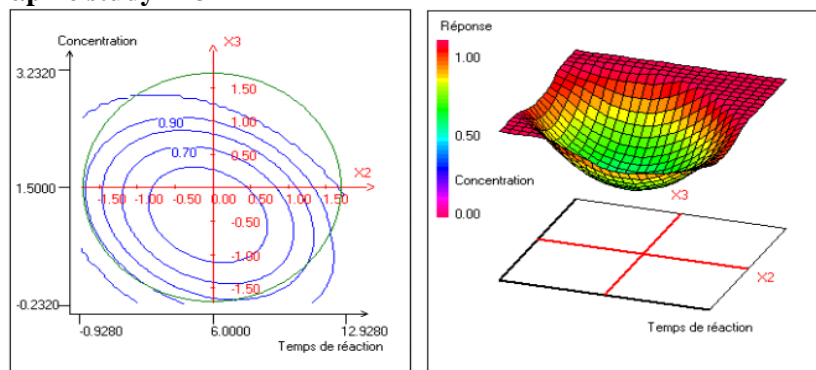 Concentration
X3
3.2320
1.50
1.00
0.90
0.50
0.70
X2
1.5000
-1.50 -1.00 -0.50 0.00 0.50 1.00 1.50
-0.50
-1.00
-1.50
-0.2320
-0.9280 6.0000 12.9280
Temps de réaction
Réponse
1.00
0.50
Concentration
0.00
X3
X2
Temps de réaction